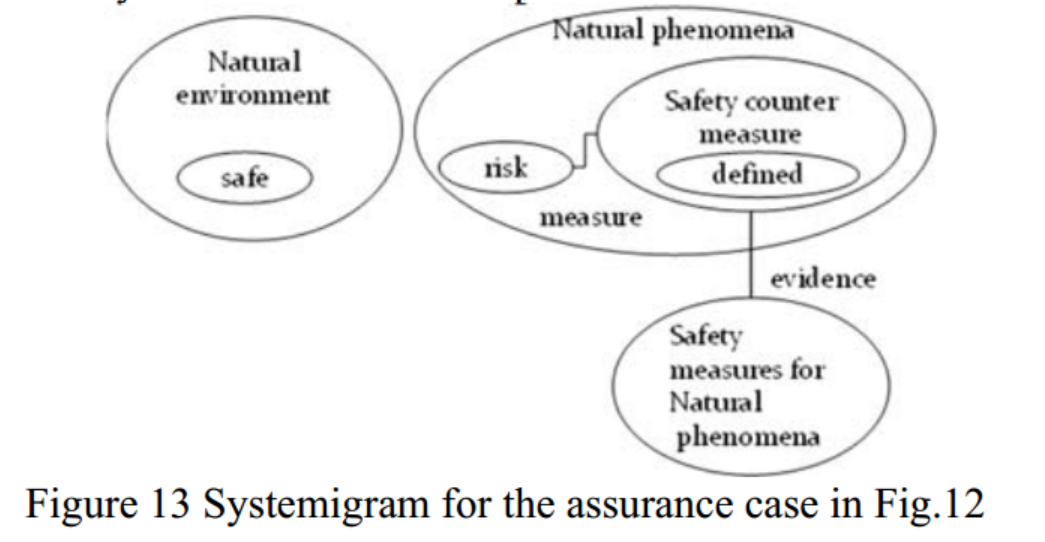 Natural
environment
safe
Natural phenomena
Safety counter
measure
defined
risk
measure
evidence
Safety
measures for
Natural
phenomena
Figure 13 Systemigram for the assurance case in Fig.12